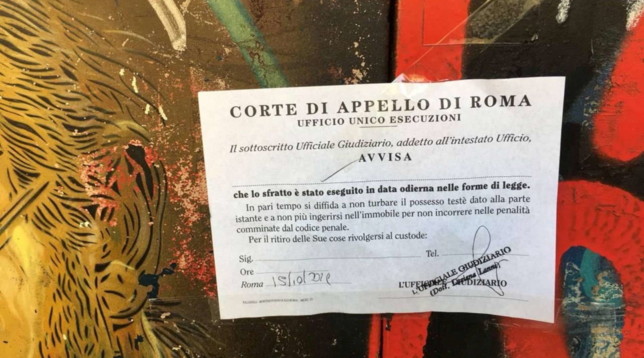 CORTE DI APPELLO DI ROMA
UFFICIO UNICO ESECUZIONI
Il sottoscritto Ufficiale Giudiziario, addetto all'intestato Ufficio,
AVVISA
che lo sfratto è stato eseguito in data odierna nelle forme di legge.
In pari tempo si diffida a non turbare il possesso testè dato alla parte
istante e a non più ingerirsi nell'immobile per non incorrere nelle penalità
comminate dal codice penale.
Per il ritiro delle Sue cose rivolgersi al custode:
Sig. Tel.
Ore
Roma
L'UFFICIALE GIUDIZIARIO
L'UFFICIALE GIUDIZIARIO